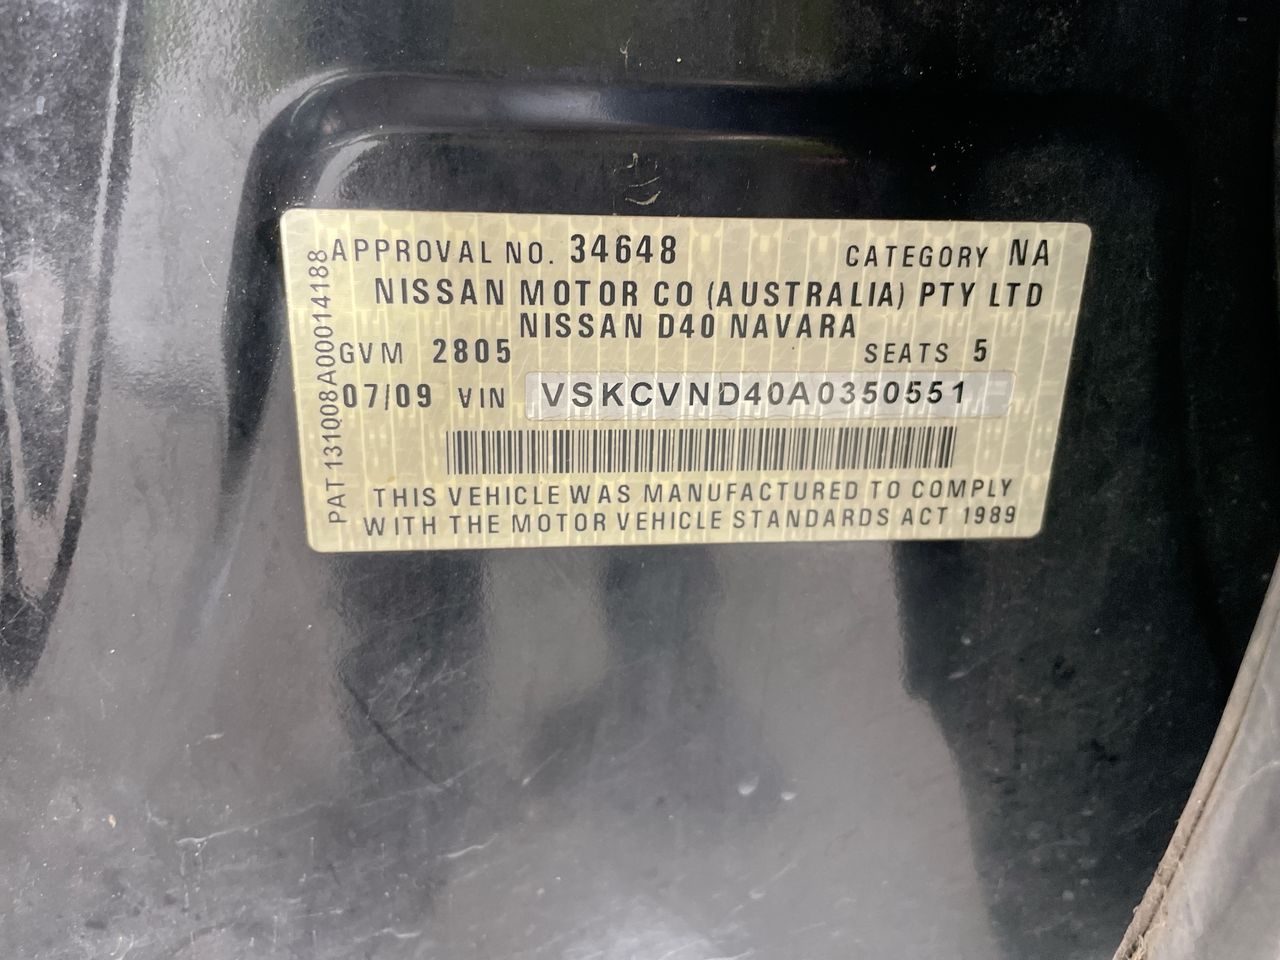 APPROVAL NO. 34648 CATEGORY NA
NISSAN MOTOR CO (AUSTRALIA) PTY LTD
NISSAN D40 NAVARA
GVM 2805 SEATS 5
07/09 VIN VSKCVND40A0350551
THIS VEHICLE WAS MANUFACTURED TO COMPLY
WITH THE MOTOR VEHICLE STANDARDS ACT 1989
PAT 131008A00014188